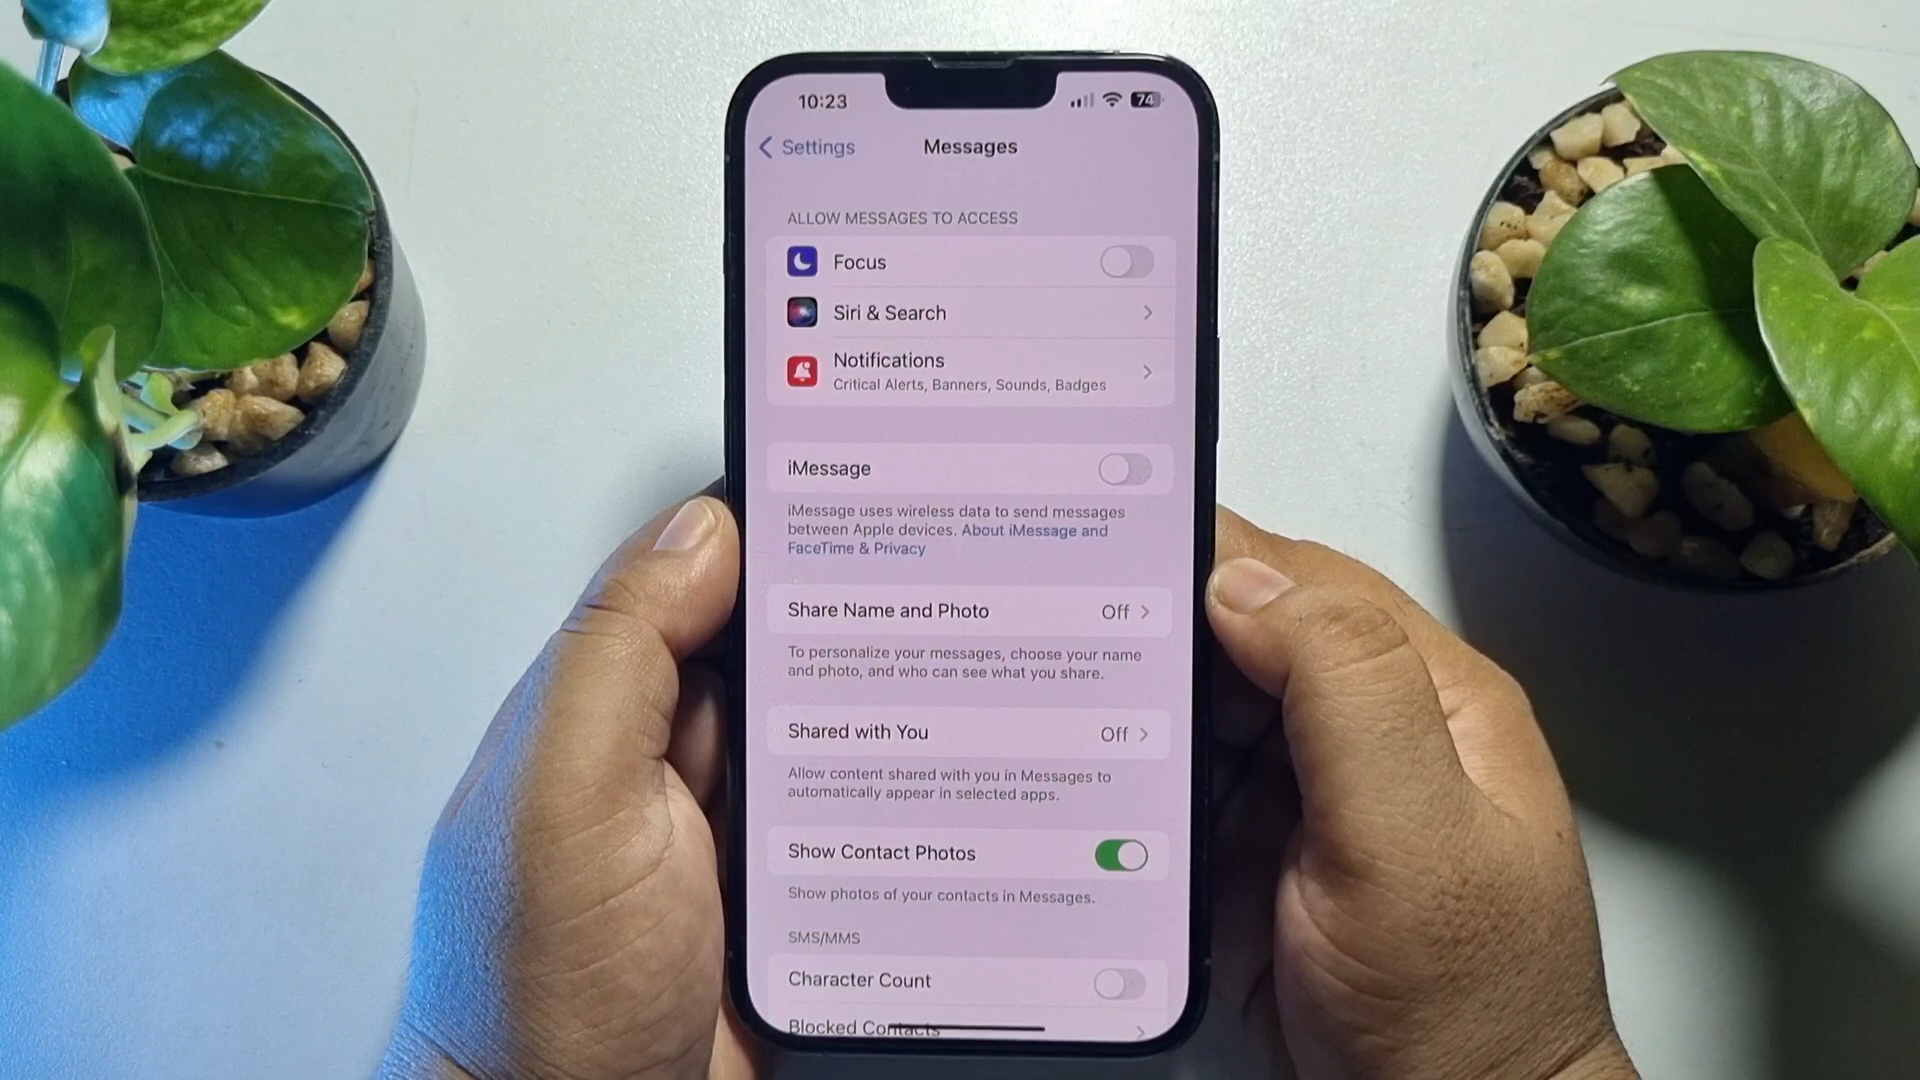 10:23
74
Settings
Messages
ALLOW MESSAGES TO ACCESS
Focus
Siri & Search
Notifications
Critical Alerts, Banners, Sounds, Badges
iMessage
iMessage uses wireless data to send messages
between Apple devices. About iMessage and
FaceTime & Privacy
Share Name and Photo
Off
To personalize your messages, choose your name
and photo, and who can see what you share.
Shared with You
Off
Allow content shared with you in Messages to
automatically appear in selected apps.
Show Contact Photos
Show photos of your contacts in Messages.
SMS/MMS
Character Count
Blocked Contacts